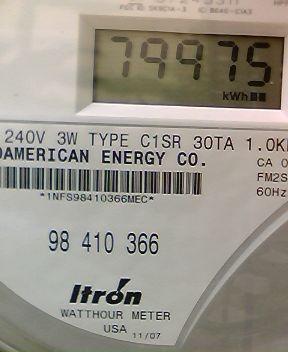 79975
kWh
240V 3W TYPE C1SR 30TA 1.0K
OAMERICAN ENERGY CO.
CA 0
FM2S
60Hz
*1NFS98410366MEC*
98 410 366
Itron
WATTHOUR METER
USA 11/07